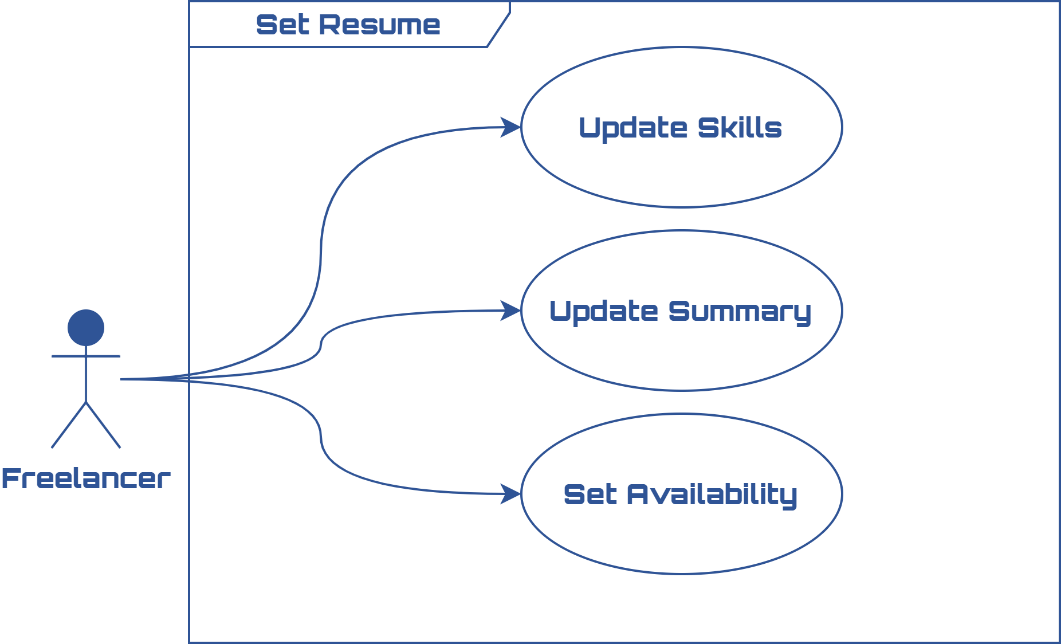 Set Resume
Update Skills
Update Summary
Freelancer
Set Availability